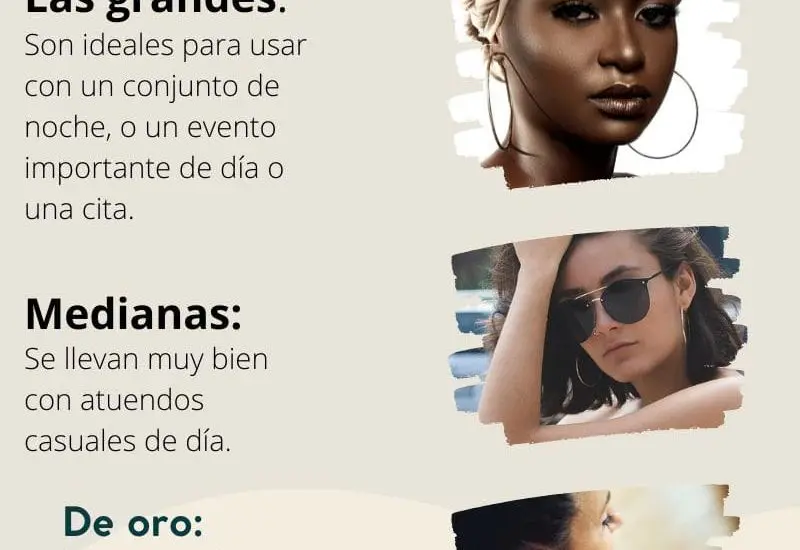 Las grandes:
Son ideales para usar
con un conjunto de
noche, o un evento
importante de día o
una cita.
Medianas:
Se llevan muy bien
con atuendos
casuales de día.
De oro: